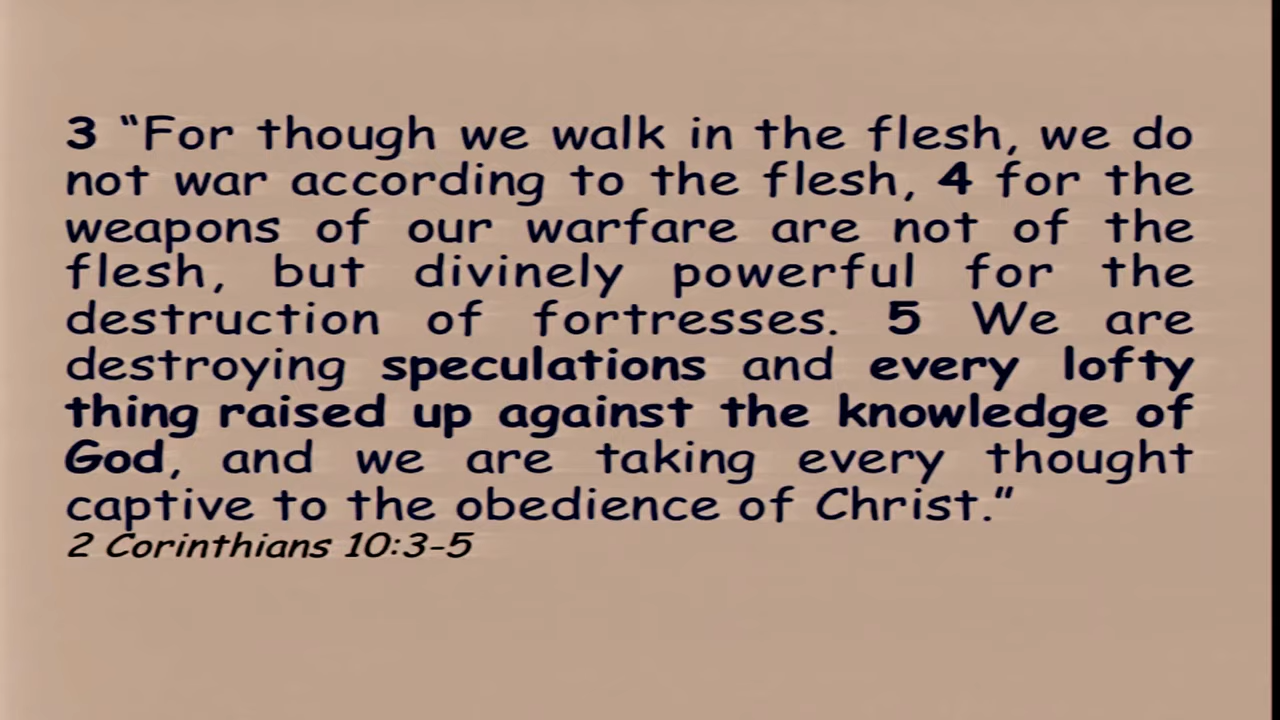 3 “For though we walk in the flesh, we do
not war according to the flesh, 4 for the
weapons of our warfare are not of the
flesh, but divinely powerful for the
destruction of fortresses. 5 We are
destroying speculations and every lofty
thing raised up against the knowledge of
God, and we are taking every thought
captive to the obedience of Christ.”
2 Corinthians 10:3-5